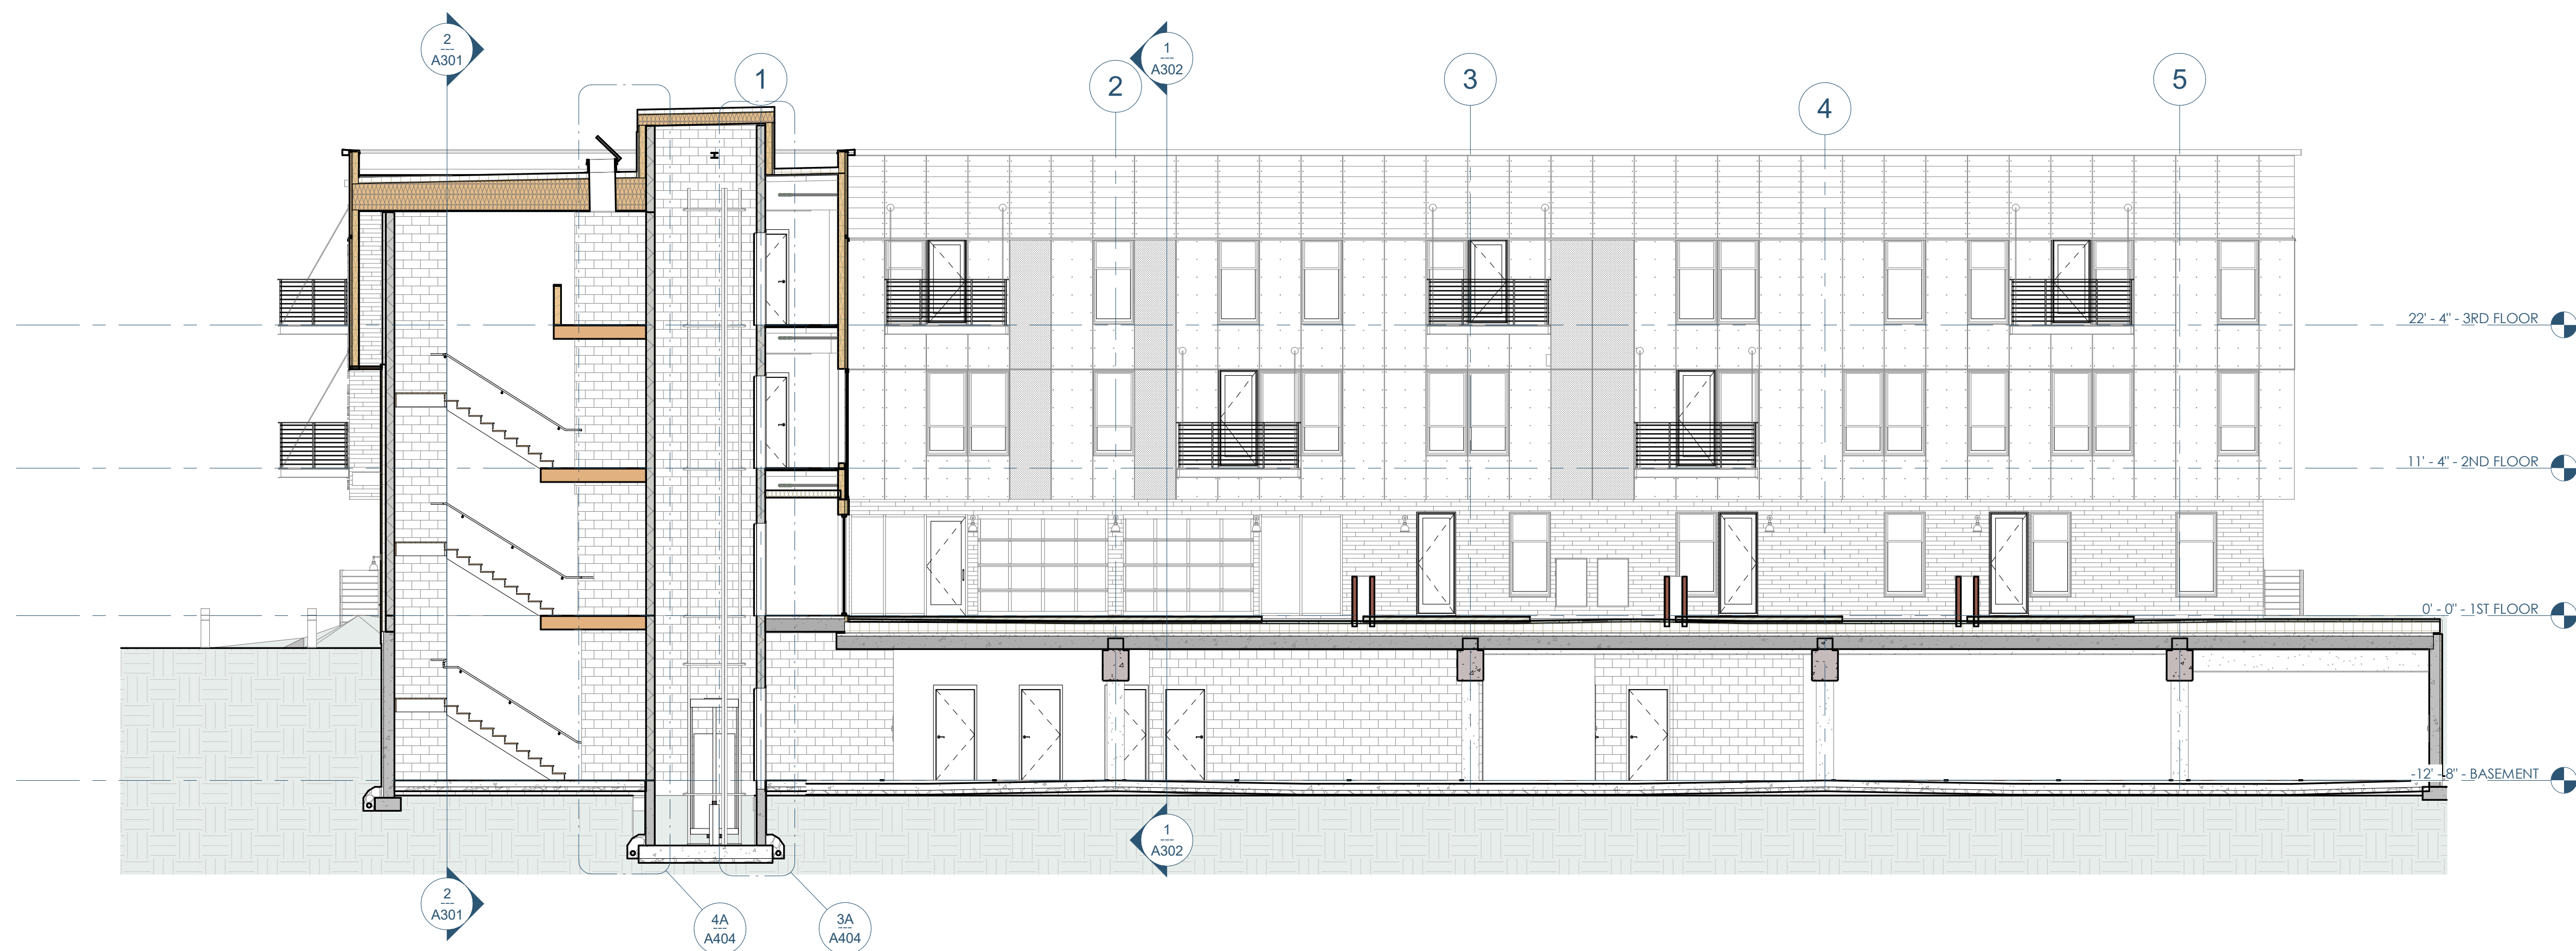 2
---
A301
1
2
1
---
A302
3
4
5
22' - 4" - 3RD FLOOR
11' - 4" - 2ND FLOOR
0' - 0" - 1ST FLOOR
-12' - 8" - BASEMENT
1
---
A302
2
---
A301
4A
---
A404
3A
---
A404